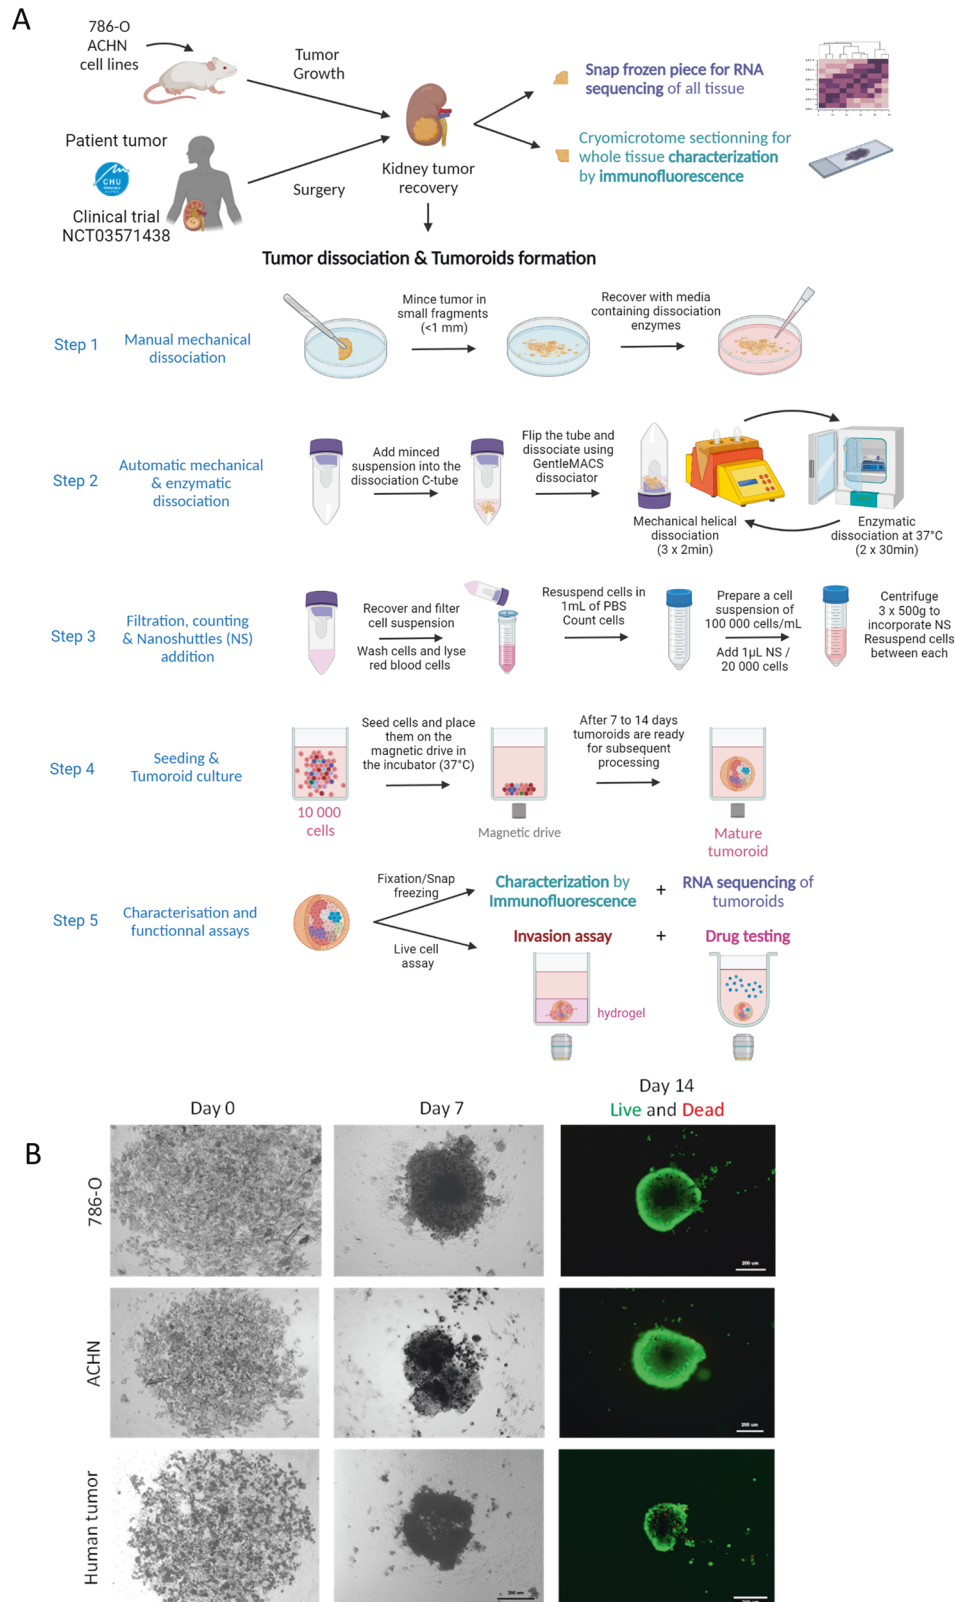 A
786-O
ACHN
cell lines
Tumor
Growth
Patient tumor
CHU
Clinical trial
NCT03571438
Surgery
Kidney tumor
recovery
Snap frozen piece for RNA
sequencing of all tissue
Cryomicrotome sectionning for
whole tissue characterization
by immunofluorescence
Tumor dissociation & Tumoroids formation
Step 1
Manual mechanical
dissociation
Mince tumor in
small fragments
(<1 mm)
Recover with media
containing dissociation
enzymes
Step 2
Automatic mechanical
& enzymatic
dissociation
Add minced
suspension into the
dissociation C-tube
Flip the tube and
dissociate using
GentleMACS
dissociator
Mechanical helical
dissociation
(3 x 2min)
Enzymatic
dissociation at 37°C
(2 x 30min)
Step 3
Filtration, counting
& Nanoshuttles (NS)
addition
Recover and filter
cell suspension
Wash cells and lyse
red blood cells
Resuspend cells in
1mL of PBS
Count cells
Prepare a cell
suspension of
100 000 cells/mL
Add 1µL NS /
20 000 cells
Centrifuge
3 x 500g to
incorporate NS
Resuspend cells
between each
Step 4
Seeding &
Tumoroid culture
10 000
cells
Seed cells and place
them on the
magnetic drive in
the incubator (37°C)
Magnetic drive
After 7 to 14 days
tumoroids are ready
for subsequent
processing
Mature
tumoroid
Step 5
Characterisation and
functionnal assays
Fixation/Snap
freezing
Live cell
assay
Characterization by
Immunofluorescence
+
RNA sequencing of
tumoroids
Invasion assay
+
Drug testing
hydrogel
B
Day 0
Day 7
Day 14
Live and Dead
786-O
200 um
ACHN
200 um
Human tumor
200 um